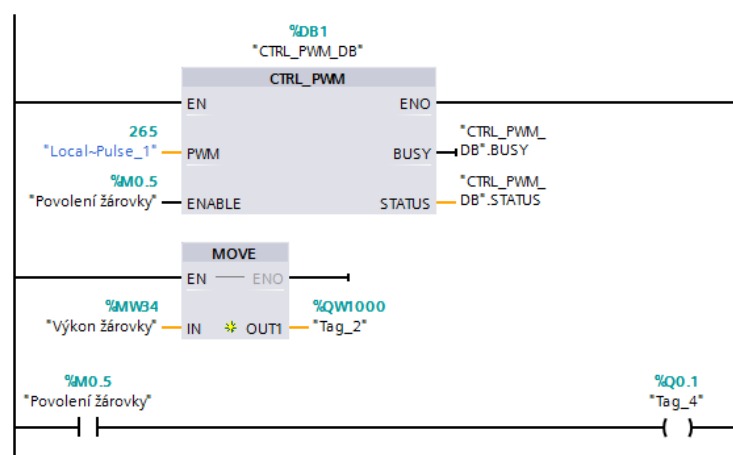 %DB1
"CTRL_PWM_DB"
CTRL_PWM
EN ENO
265
"Local~Pulse_1" PWM
"CTRL_PWM_
DB".BUSY
BUSY
%M0.5
"Povolení žárovky" ENABLE
"CTRL_PWM_
DB".STATUS
STATUS
MOVE
EN ENO
%MW34
"Výkon žárovky" IN OUT1
%QW1000
"Tag_2"
%M0.5
"Povolení žárovky"
%Q0.1
"Tag_4"